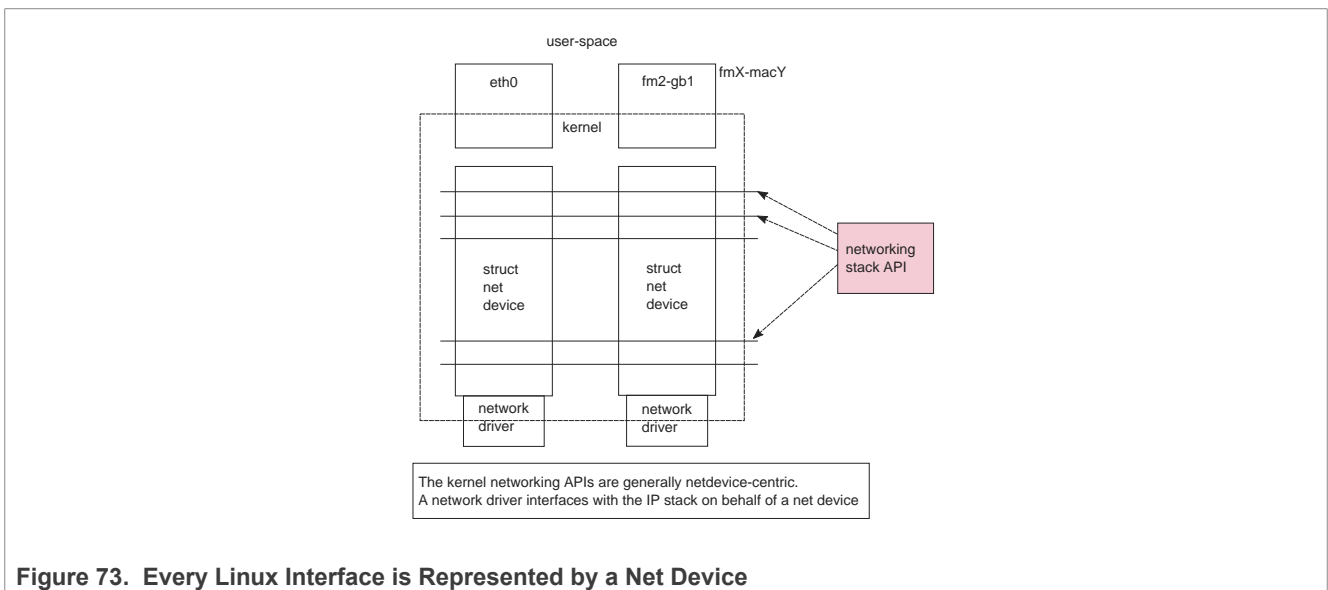 user-space
eth0
fm2-gb1
fmX-macY
kernel
struct
net
device
struct
net
device
networking
stack API
network
driver
network
driver
The kernel networking APIs are generally netdevice-centric.
A network driver interfaces with the IP stack on behalf of a net device
Figure 73. Every Linux Interface is Represented by a Net Device